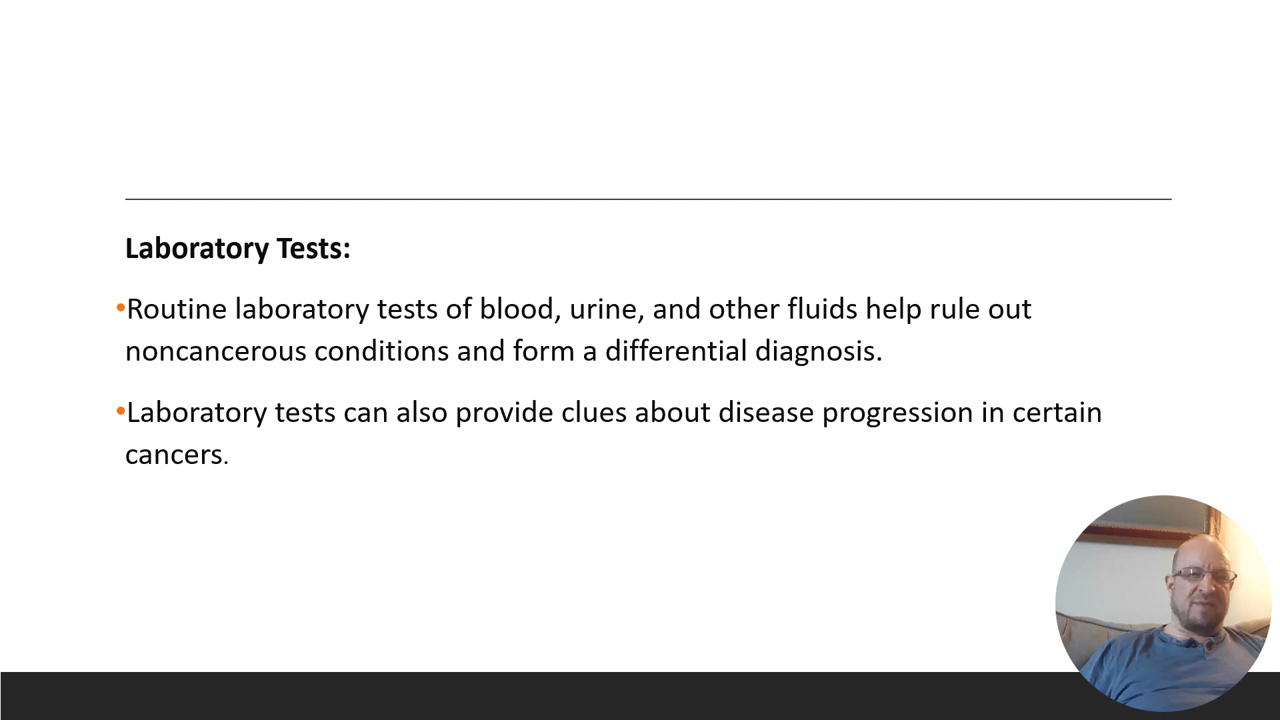 Laboratory Tests:
•Routine laboratory tests of blood, urine, and other fluids help rule out
noncancerous conditions and form a differential diagnosis.
•Laboratory tests can also provide clues about disease progression in certain
cancers.